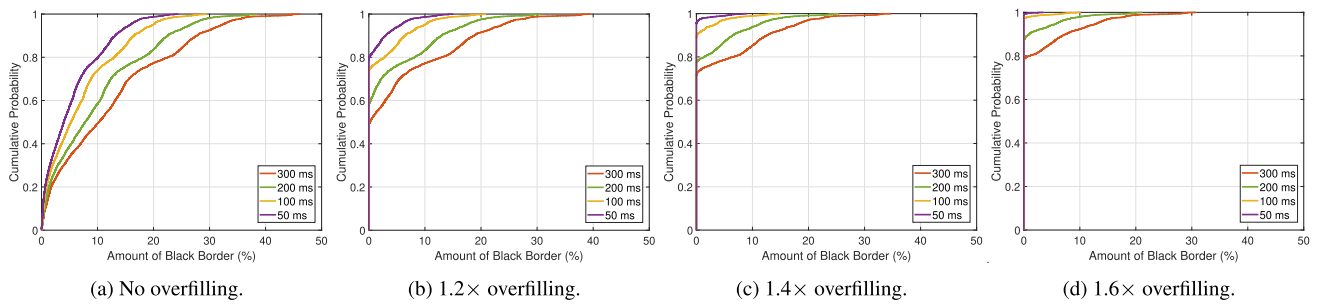 Cumulative Probability
1
0.8
0.6
0.4
0.2
0
0 10 20 30 40 50
Amount of Black Border (%)
300 ms
200 ms
100 ms
50 ms
(a) No overfilling.
Cumulative Probability
1
0.8
0.6
0.4
0.2
0
0 10 20 30 40 50
Amount of Black Border (%)
300 ms
200 ms
100 ms
50 ms
(b) 1.2× overfilling.
Cumulative Probability
1
0.8
0.6
0.4
0.2
0
0 10 20 30 40 50
Amount of Black Border (%)
300 ms
200 ms
100 ms
50 ms
(c) 1.4× overfilling.
Cumulative Probability
1
0.8
0.6
0.4
0.2
0
0 10 20 30 40 50
Amount of Black Border (%)
300 ms
200 ms
100 ms
50 ms
(d) 1.6× overfilling.